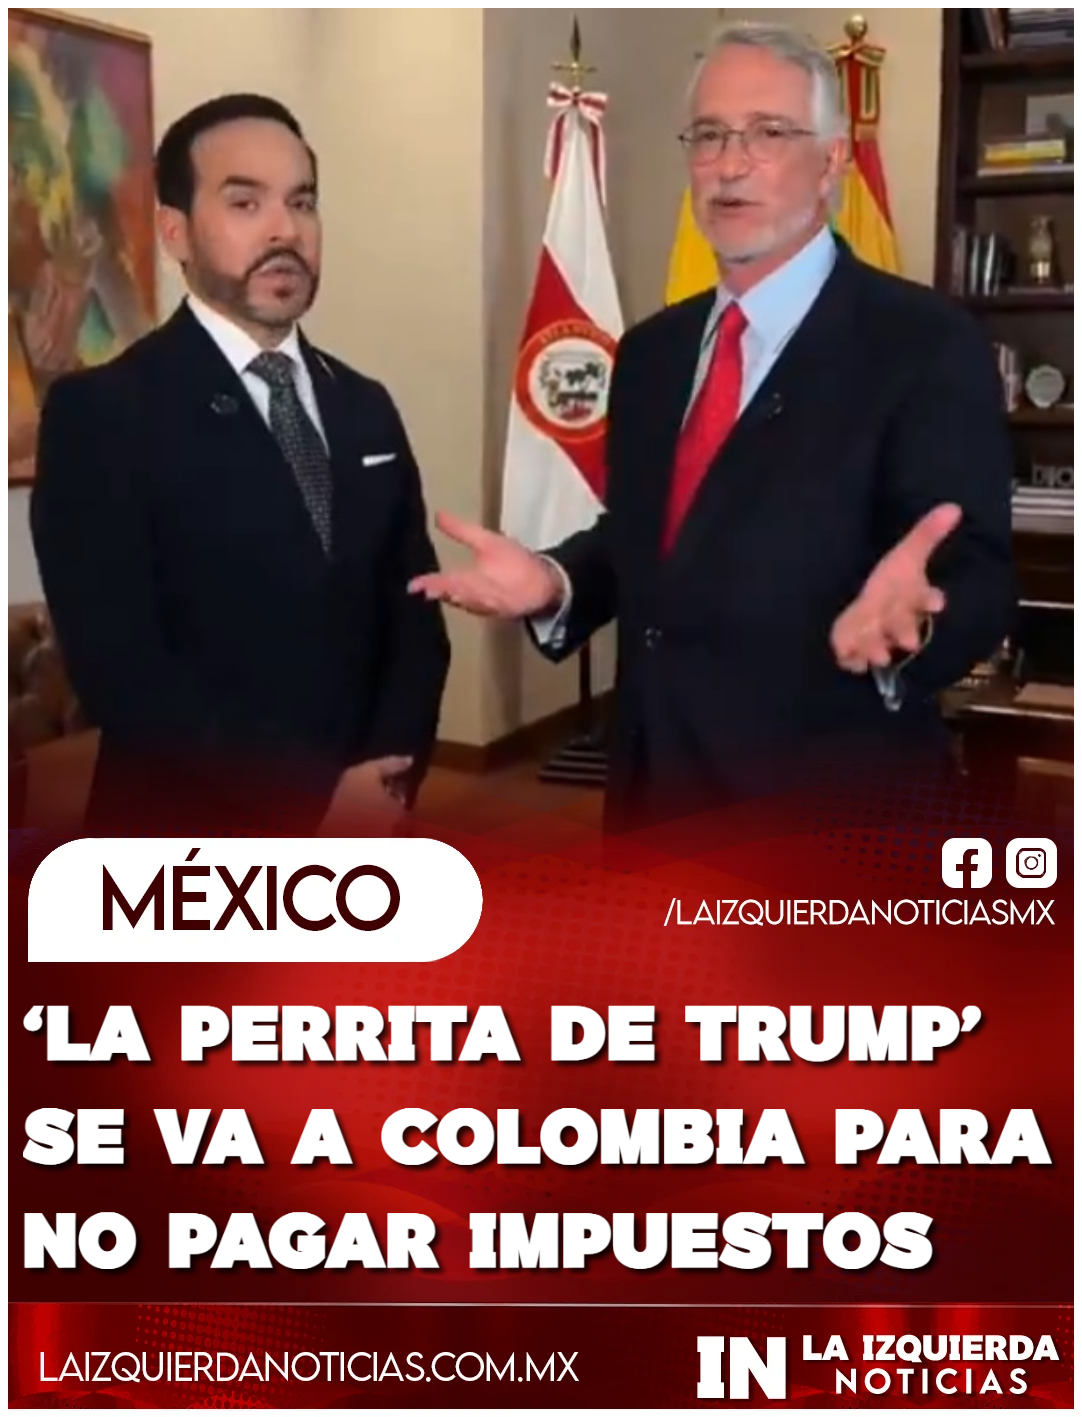 DIO
MÉXICO
/LAIZQUIERDANOTICIASMX
‘LA PERRITA DE TRUMP’
SE VA A COLOMBIA PARA
NO PAGAR IMPUESTOS
LAIZQUIERDANOTICIAS.COM.MX
IN LA IZQUIERDA
NOTICIAS